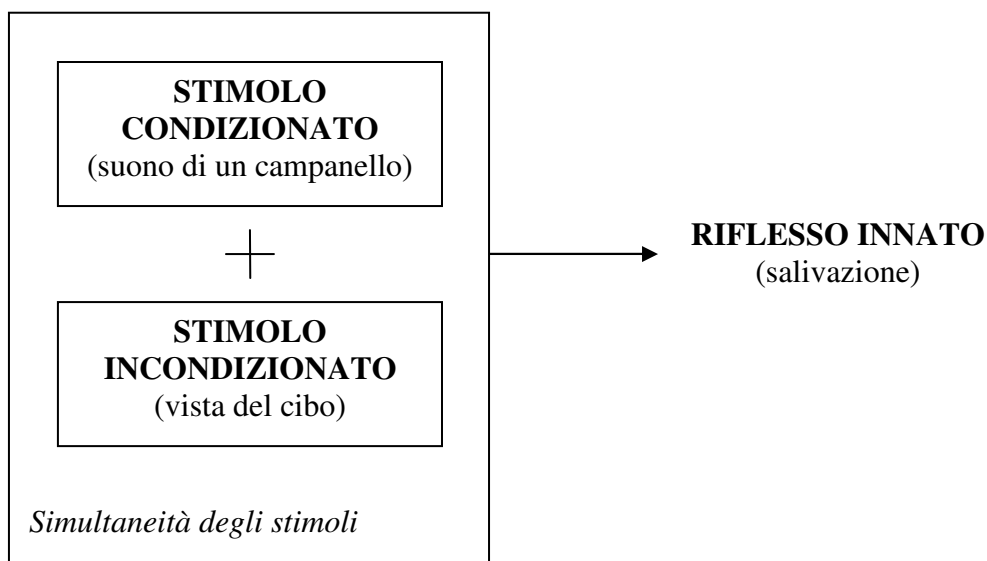 STIMOLO
CONDIZIONATO
(suono di un campanello)
RIFLESSO INNATO
(salivazione)
STIMOLO
INCONDIZIONATO
(vista del cibo)
Simultaneità degli stimoli